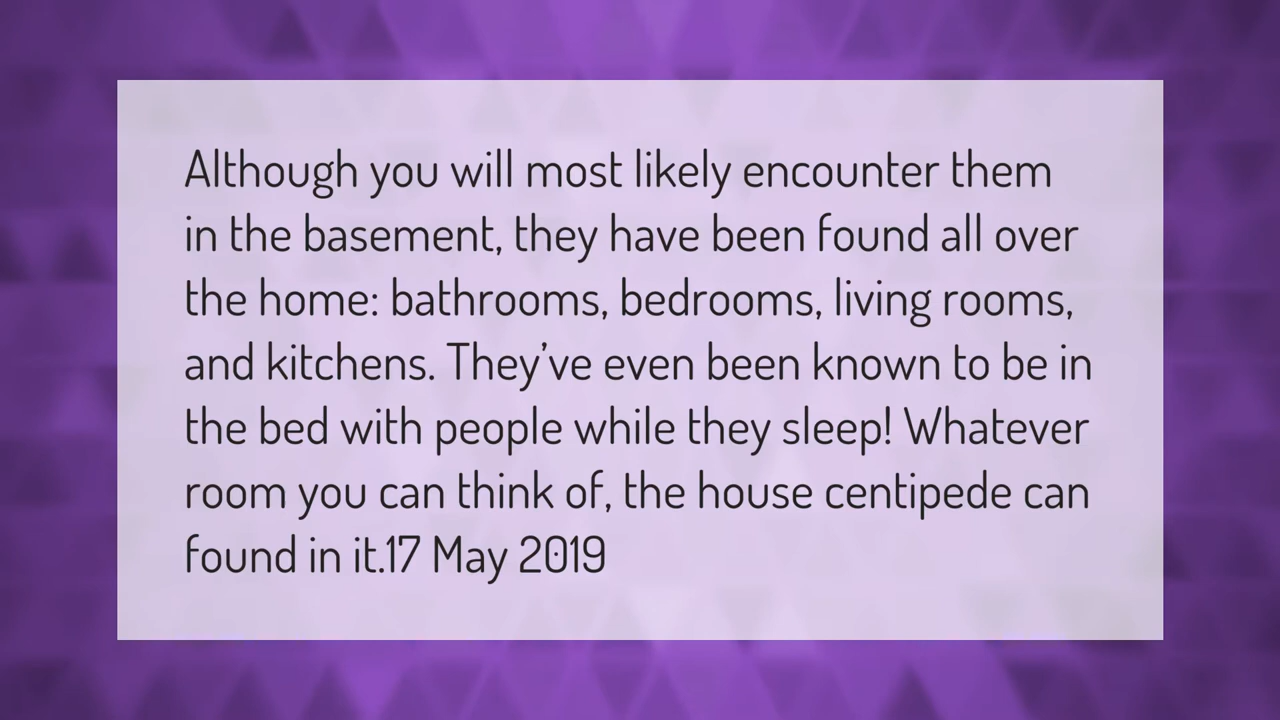 Although you will most likely encounter them
in the basement, they have been found all over
the home: bathrooms, bedrooms, living rooms,
and kitchens. They’ve even been known to be in
the bed with people while they sleep! Whatever
room you can think of, the house centipede can
found in it.17 May 2019